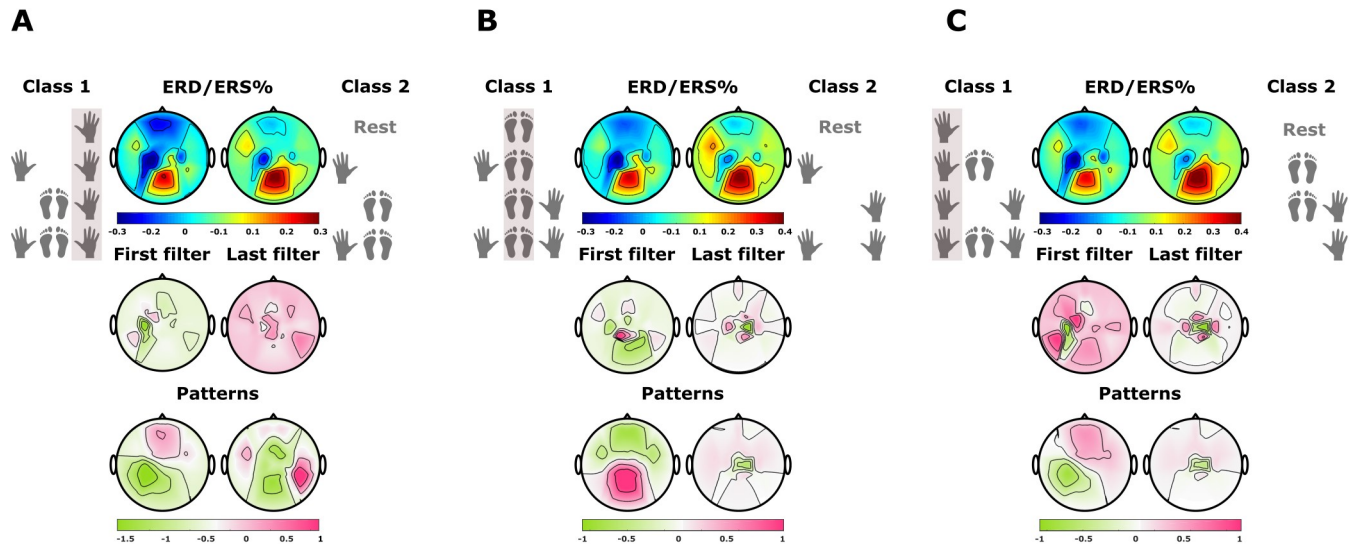 A
Class 1
ERD/ERS%
Class 2
Rest
-0.3
-0.2
0
-0.1
0.1
0.2
0.3
First filter
Last filter
Patterns
-1.5
-0.5
0
0.5
1
B
Class 1
ERD/ERS%
Class 2
Rest
-0.3
-0.2
0
-0.1
0.1
0.2
0.3
0.4
First filter
Last filter
Patterns
-1
-0.5
0
0.5
1
C
Class 1
ERD/ERS%
Class 2
Rest
-0.3
-0.2
0
-0.1
0.1
0.2
0.3
0.4
First filter
Last filter
Patterns
-1
-0.5
0
0.5
1